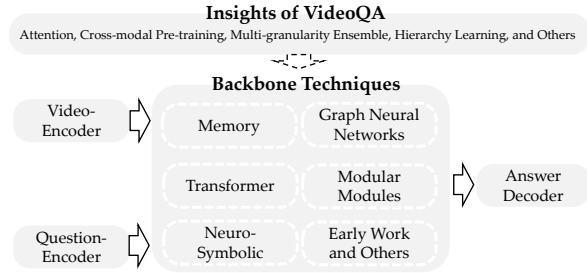 Insights of VideoQA
Attention, Cross-modal Pre-training, Multi-granularity Ensemble, Hierarchy Learning, and Others
Backbone Techniques
Video-
Encoder
Memory
Graph Neural
Networks
Transformer
Modular
Modules
Answer
Decoder
Question-
Encoder
Neuro-
Symbolic
Early Work
and Others